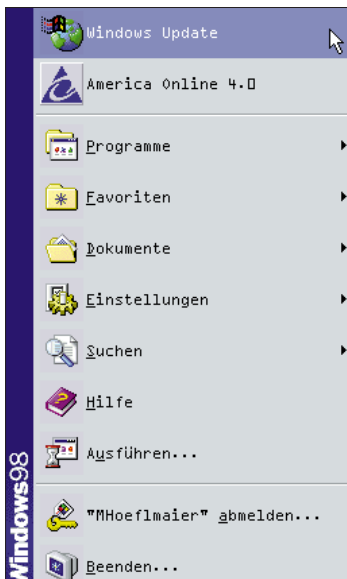 Windows Update
America Online 4.0
Programme
Favoriten
Dokumente
Einstellungen
Suchen
Hilfe
Ausführen...
"MHoeflmaier" abmelden...
Beenden...
Windows98